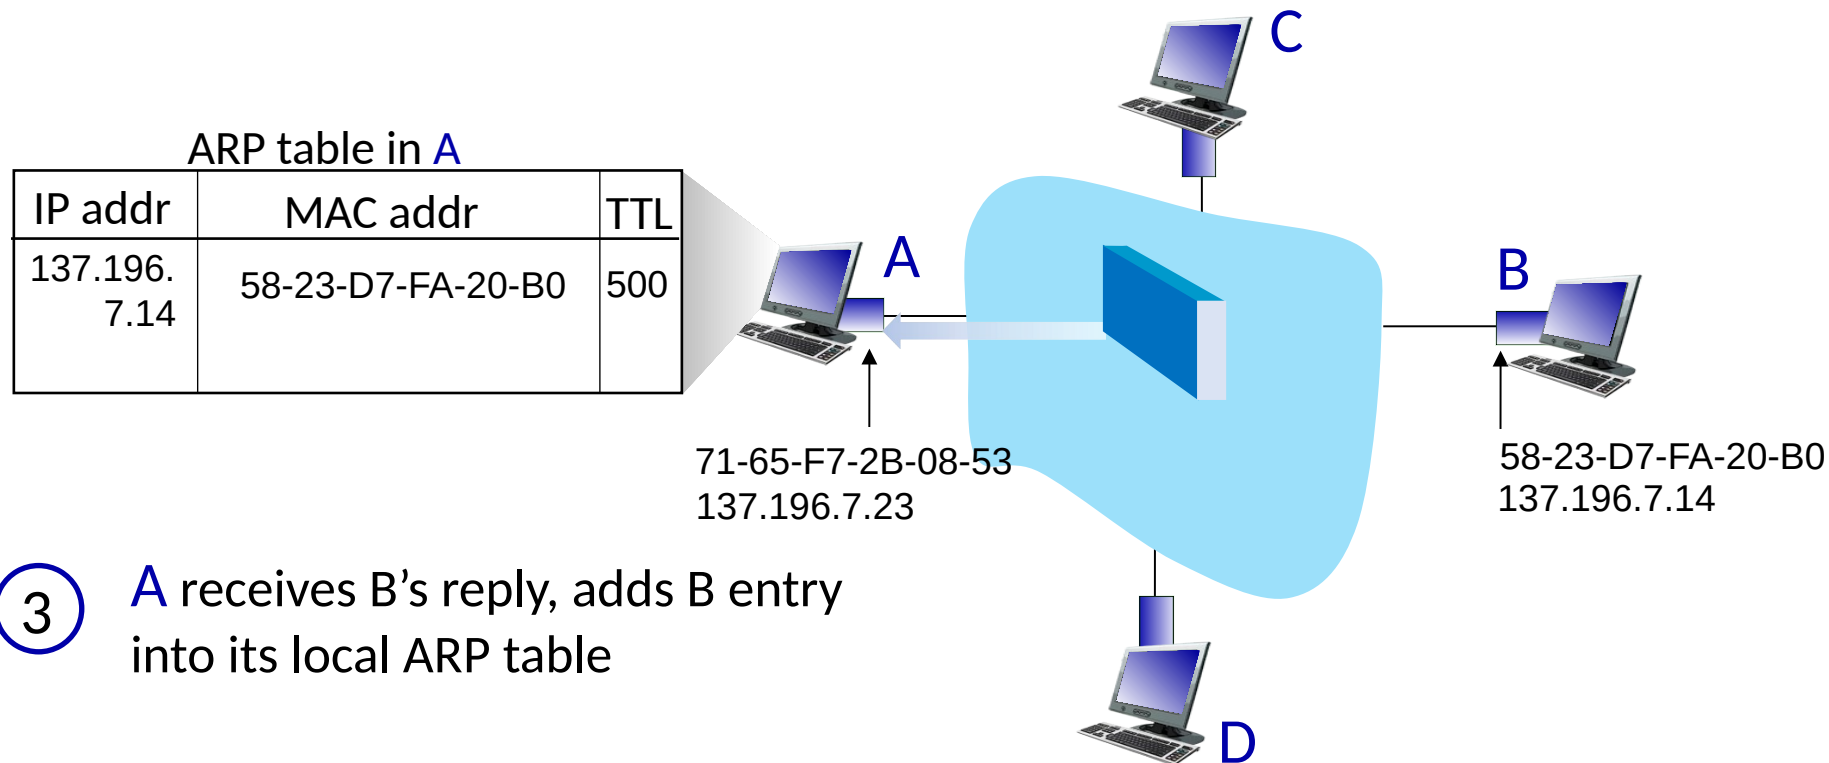 C
ARP table in A
IP addr MAC addr TTL
137.196.
7.14
58-23-D7-FA-20-B0 500
A
B
71-65-F7-2B-08-53
137.196.7.23
58-23-D7-FA-20-B0
137.196.7.14
3
A receives B’s reply, adds B entry
into its local ARP table
D